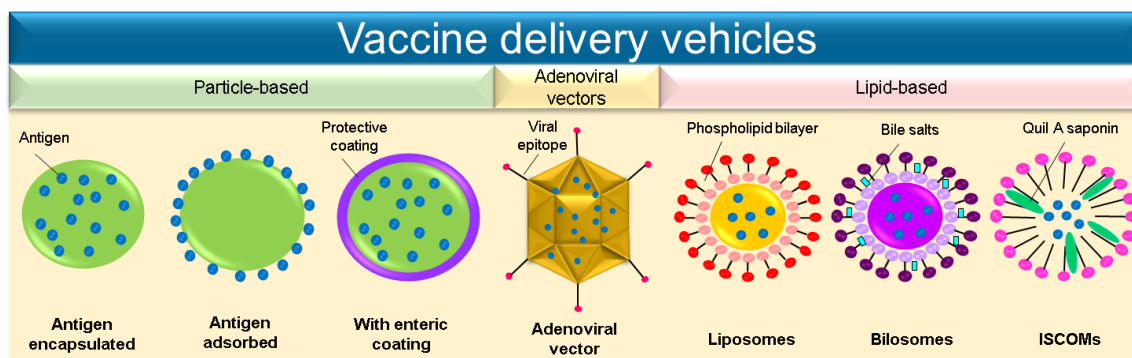 Vaccine delivery vehicles
Particle-based
Adenoviral
vectors
Lipid-based
Antigen
Protective
coating
Viral
epitope
Phospholipid bilayer
Bile salts
Quil A saponin
Antigen
encapsulated
Antigen
adsorbed
With enteric
coating
Adenoviral
vector
Liposomes
Bilosomes
ISCOMs